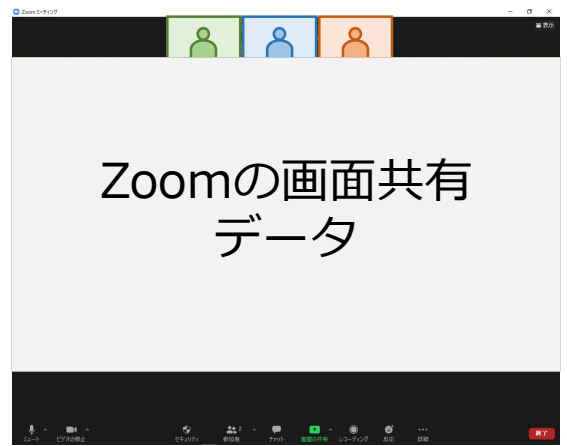 Zoom ミーティング
表示
Zoomの画面共有
データ
ミュート
ビデオの停止
セキュリティ
2
参加者
チャット
画面の共有
レコーディング
反応
詳細
終了